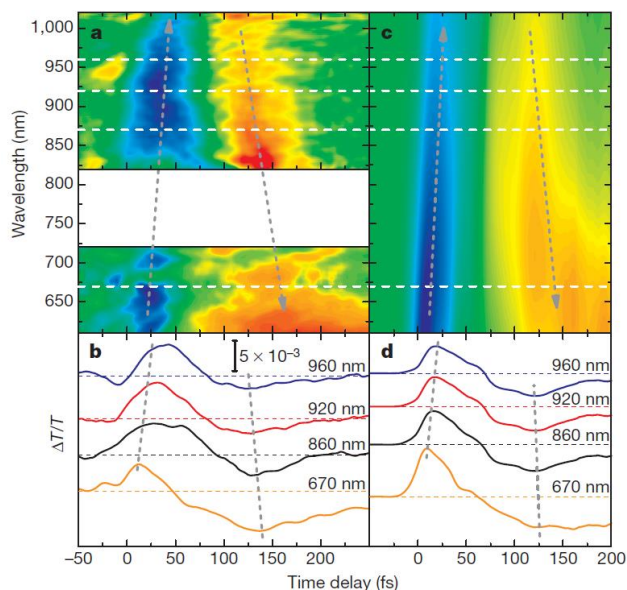 a
c
1,000
950
900
850
800
750
700
650
Wavelength (nm)
b
5 × 10⁻³
960 nm
920 nm
860 nm
670 nm
ΔT/T
d
960 nm
920 nm
860 nm
670 nm
–50 0 50 100 150 200
0 50 100 150 200
Time delay (fs)